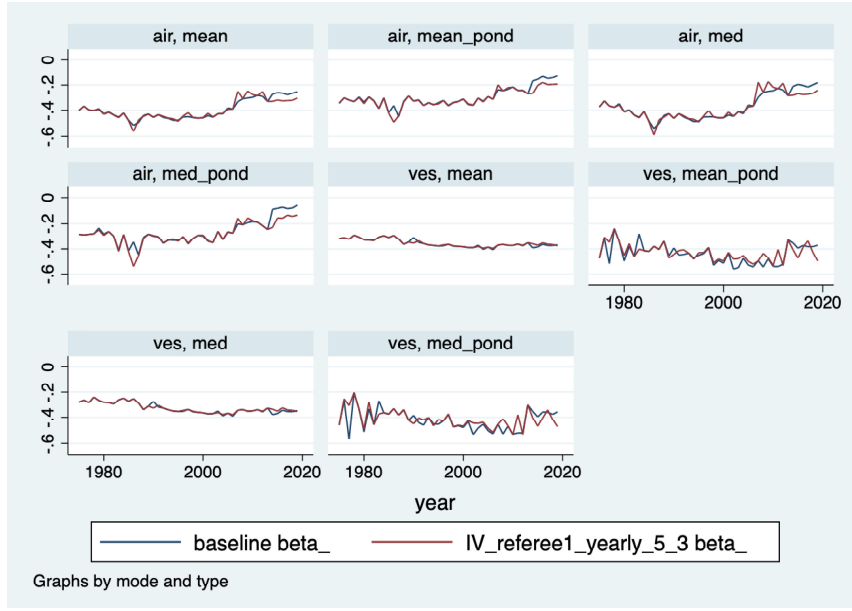 air, mean
air, mean_pond
air, med
0
-.2
-.4
-.6
air, med_pond
ves, mean
ves, mean_pond
0
-.2
-.4
-.6
1980
2000
2020
ves, med
ves, med_pond
0
-.2
-.4
-.6
1980
2000
2020
1980
2000
2020
year
baseline beta_
IV_referee1_yearly_5_3 beta_
Graphs by mode and type